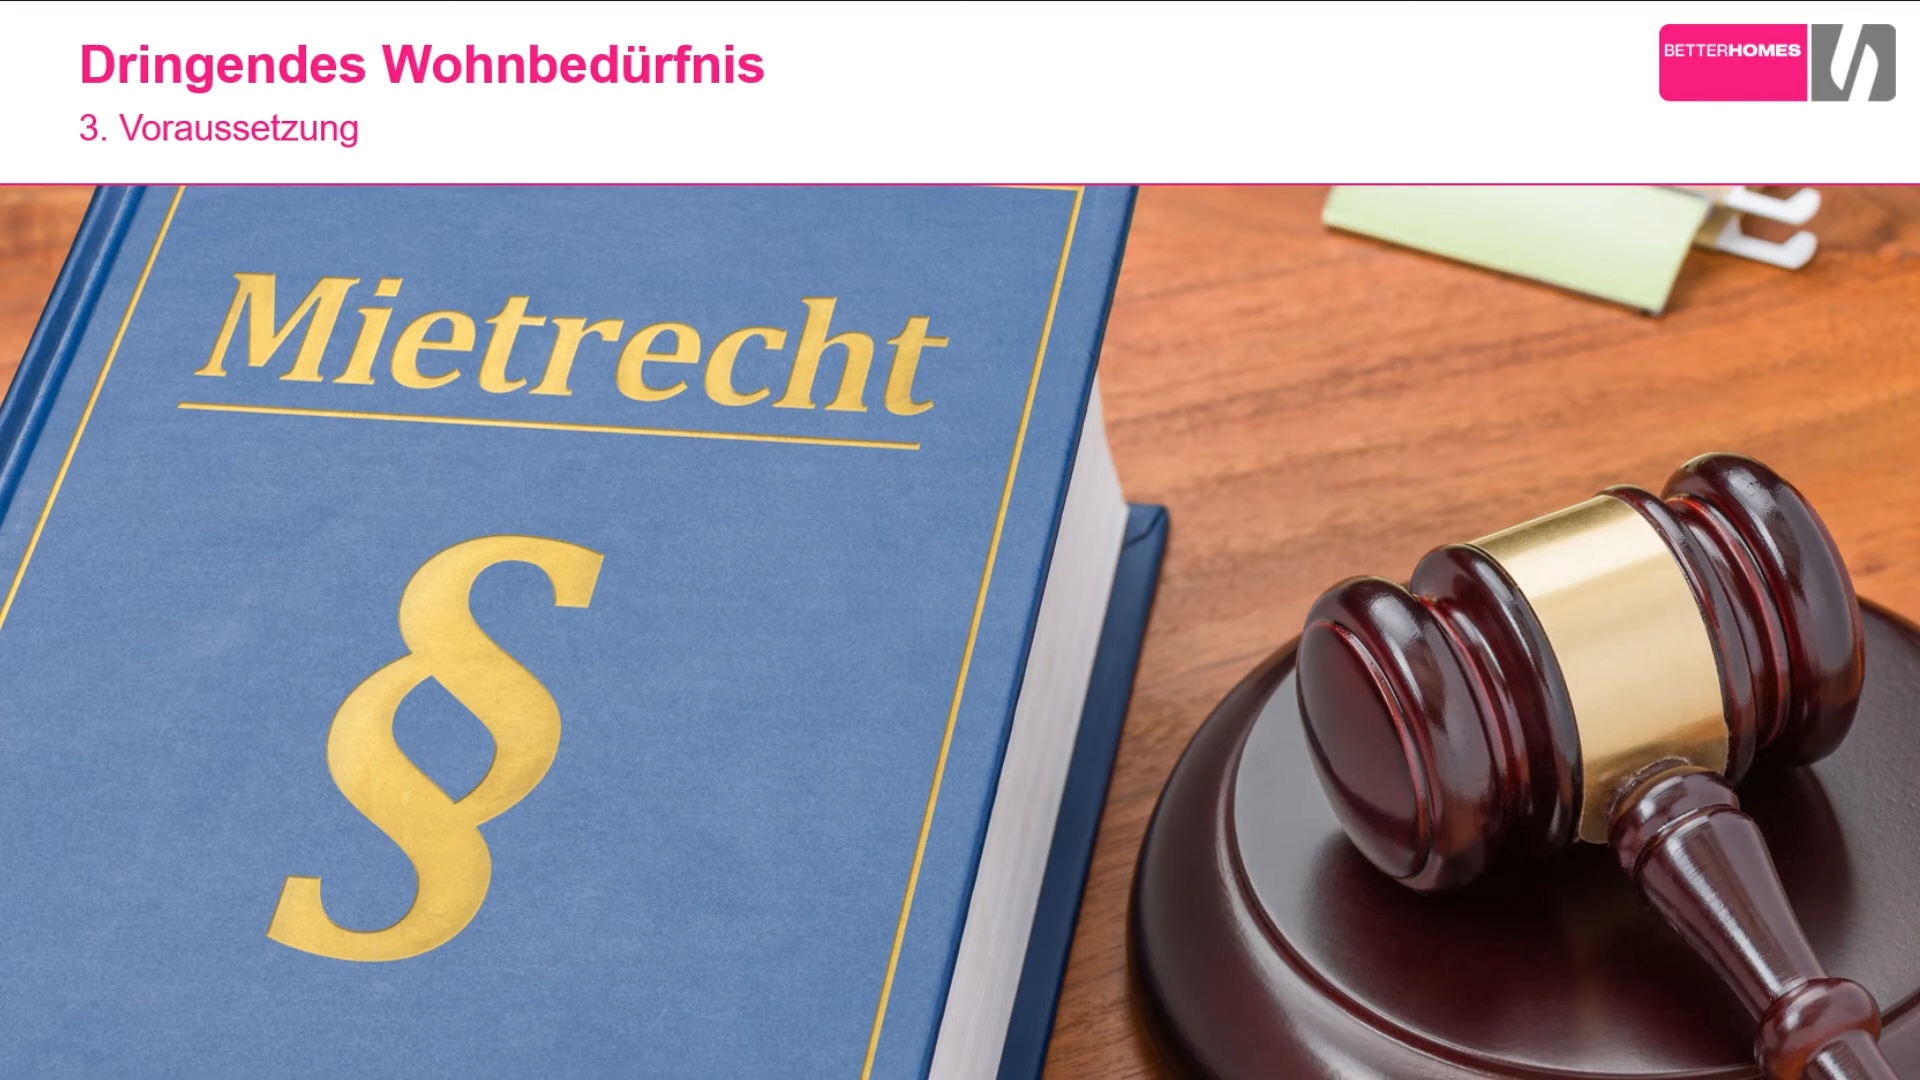 Dringendes Wohnbedürfnis
3. Voraussetzung
BETTERHOMES
Mietrecht
§